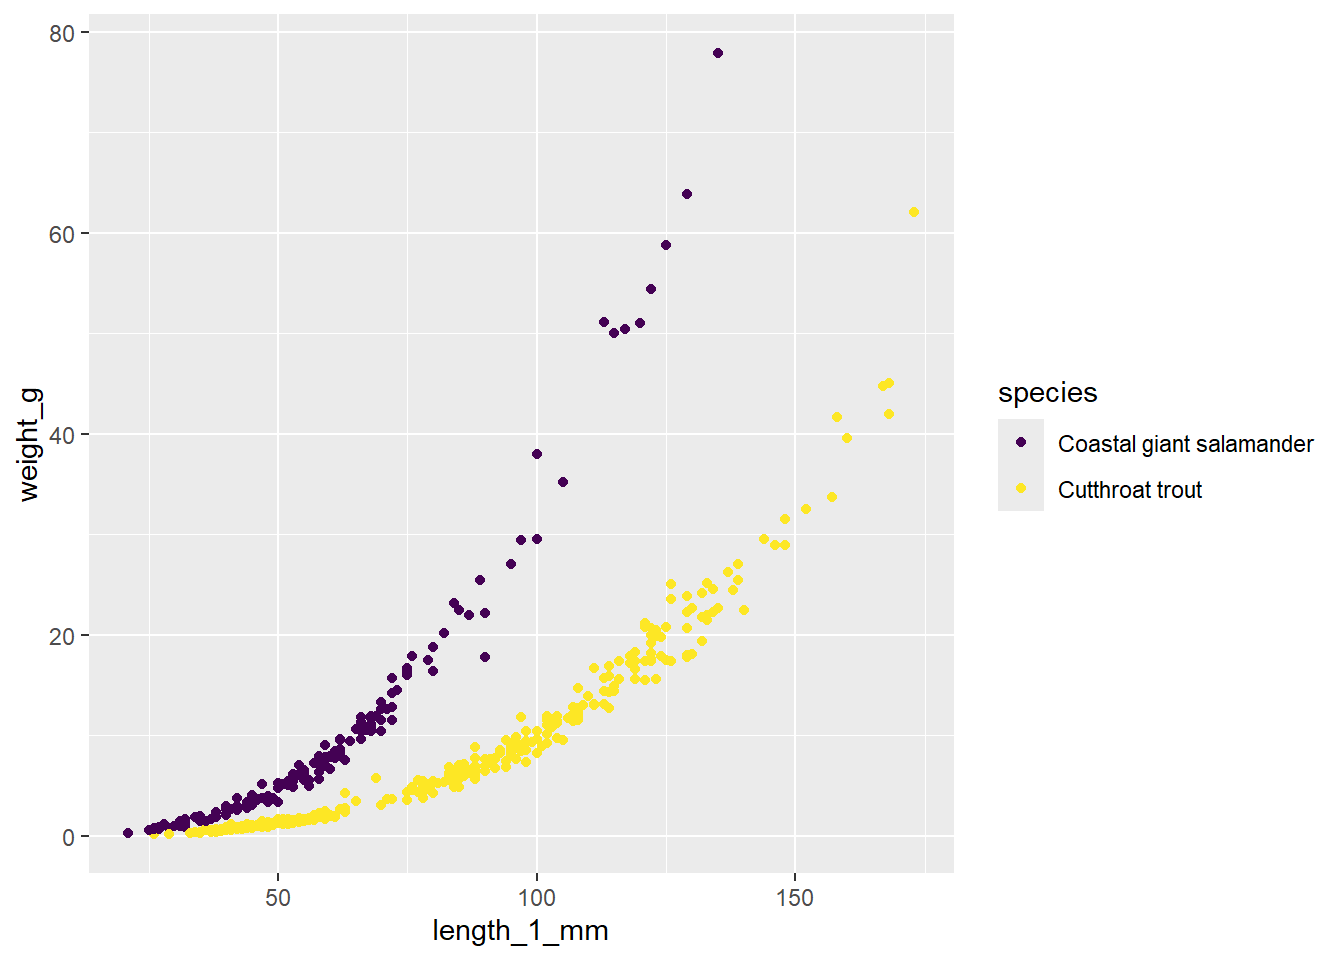 80
60
40
20
0
weight_g
50
100
150
length_1_mm
species
Coastal giant salamander
Cutthroat trout